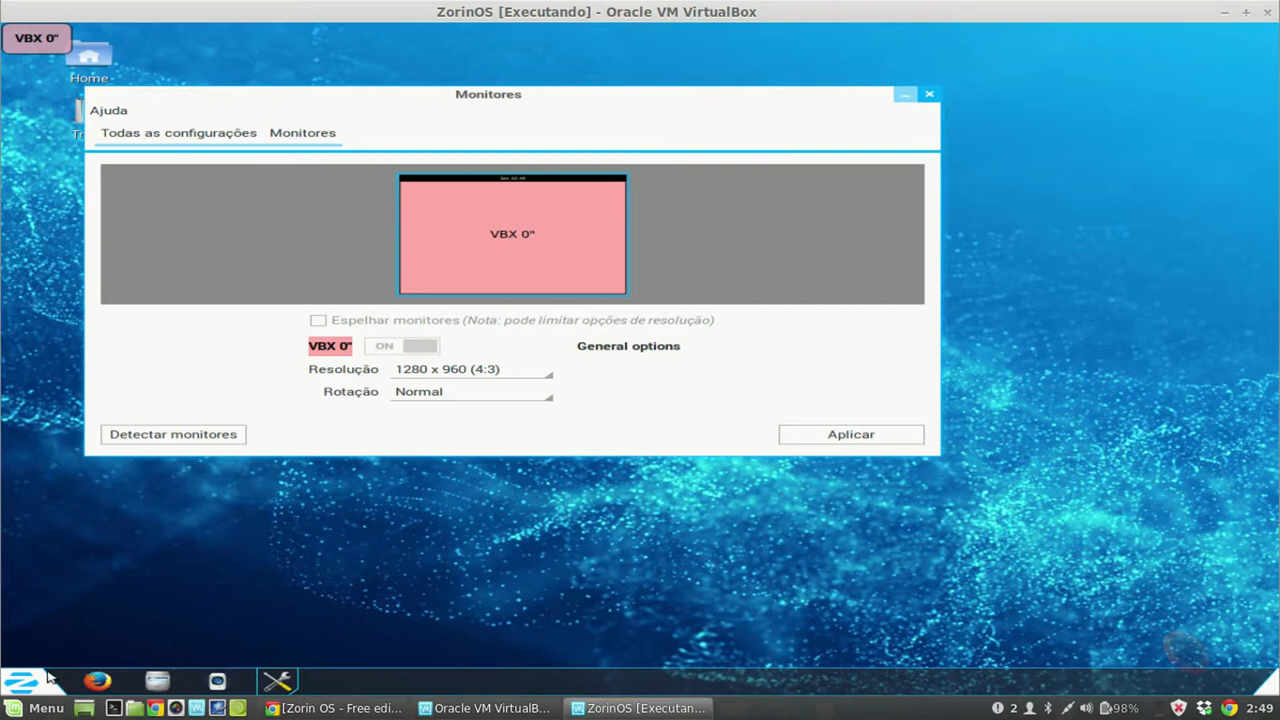 ZorinOS [Executando] - Oracle VM VirtualBox
VBX 0"
Home
Monitores
Ajuda
Todas as configurações Monitores
VBX 0"
Espelhar monitores (Nota: pode limitar opções de resolução)
VBX 0" ON General options
Resolução 1280 x 960 (4:3)
Rotação Normal
Detectar monitores Aplicar
Menu [Zorin OS - Free edi... Oracle VM VirtualB... ZorinOS [Executan... 2 98% 2:49